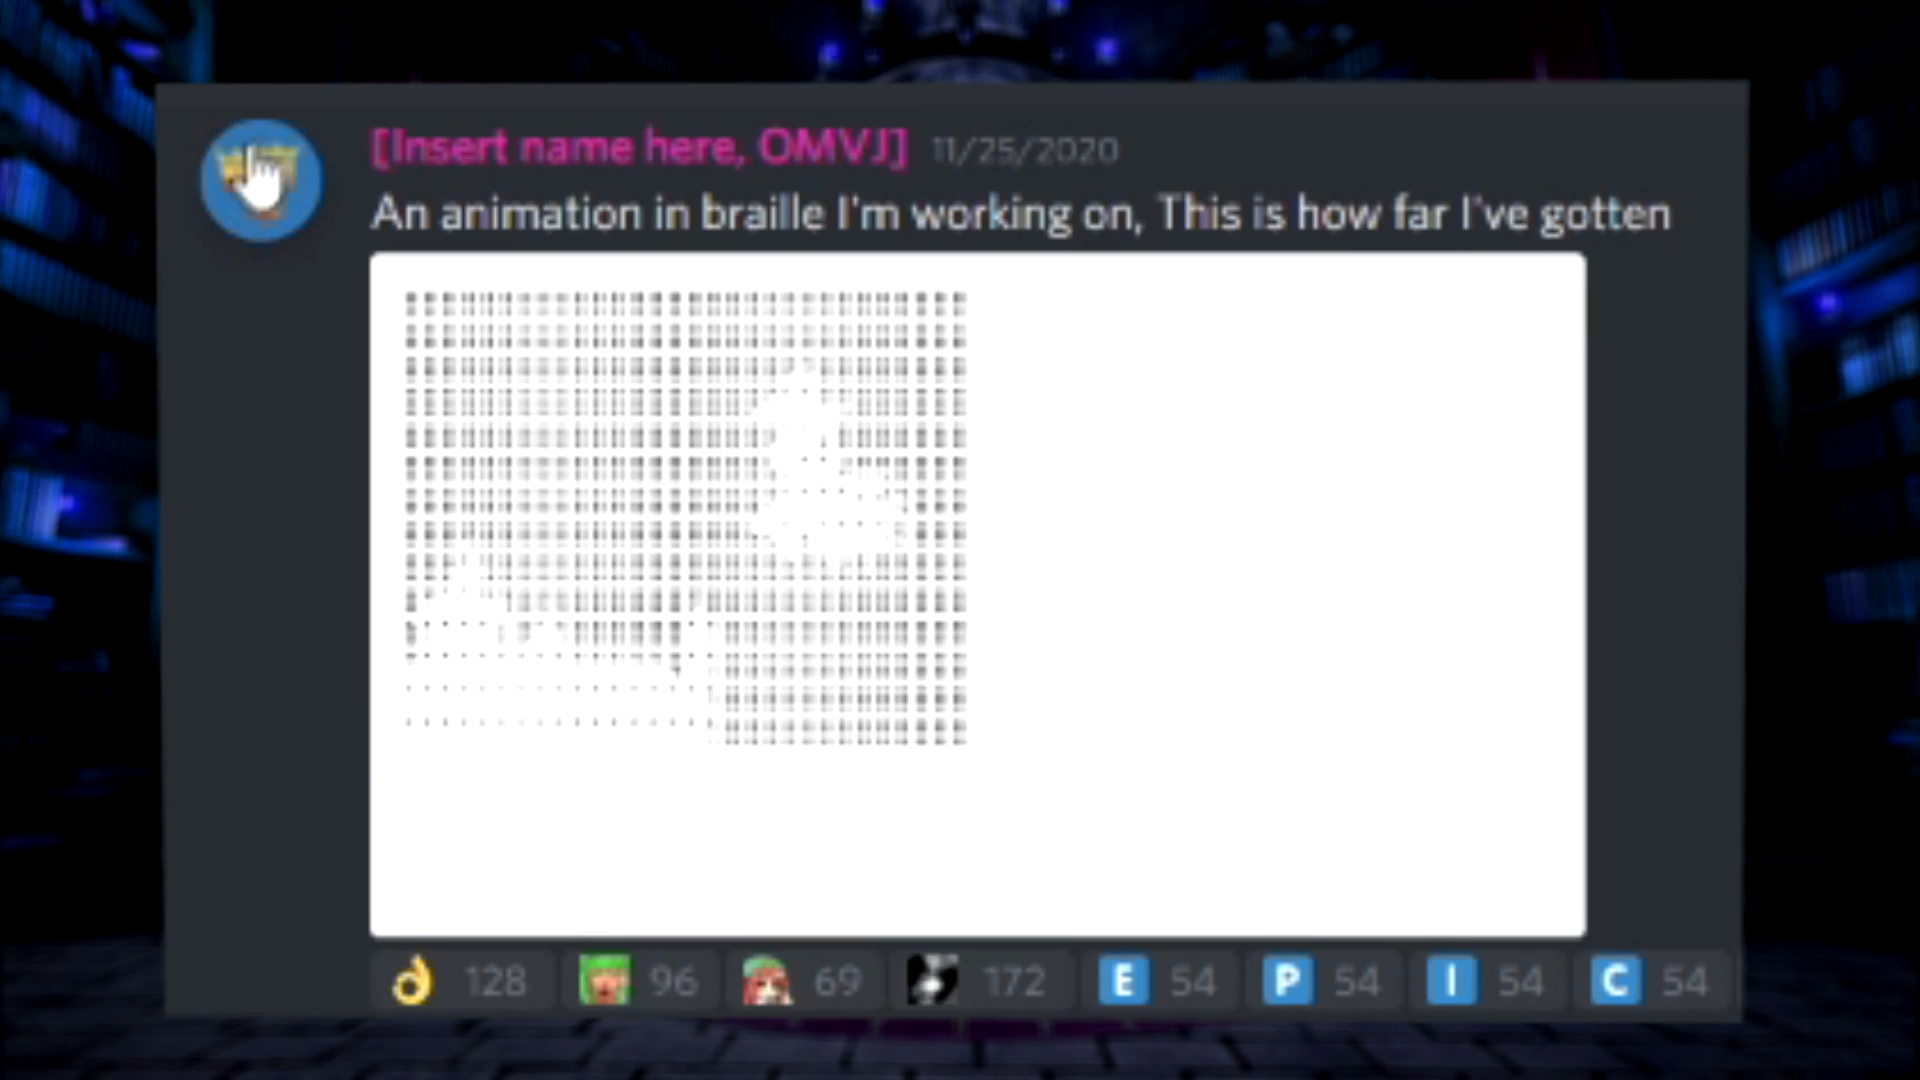 [Insert name here, OMVJ] 11/25/2020
An animation in braille I'm working on, This is how far I've gotten
128 96 69 172 E 54 P 54 I 54 C 54